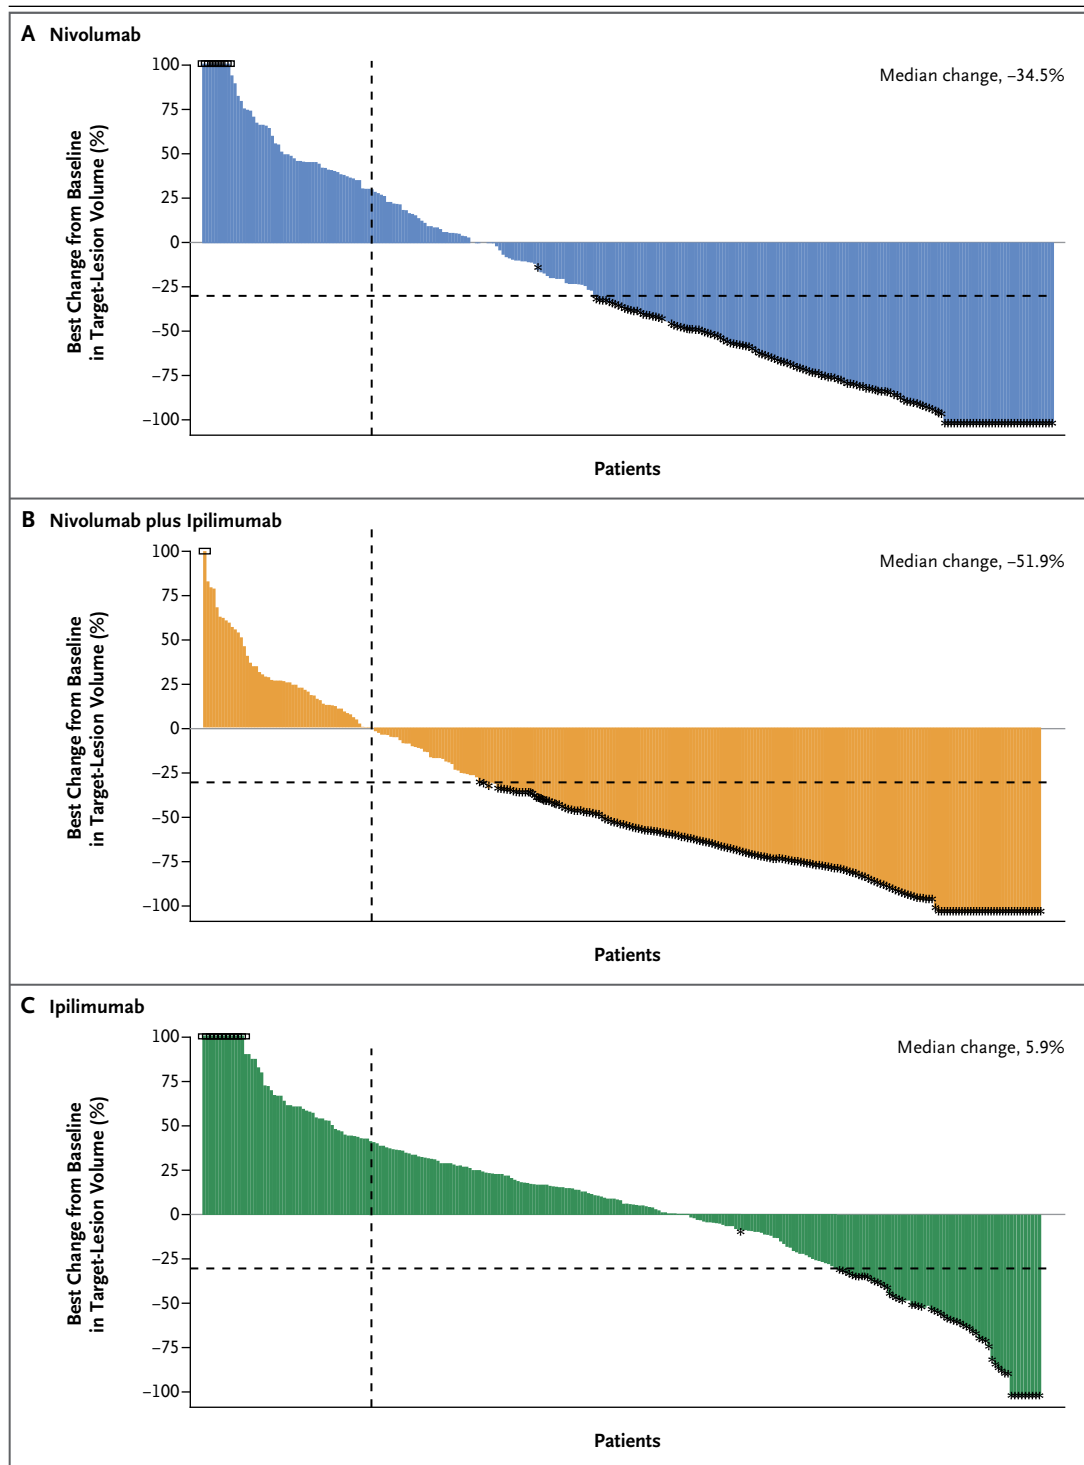 A Nivolumab
Median change, –34.5%
Best Change from Baseline
in Target-Lesion Volume (%)
100
75
50
25
0
–25
–50
–75
–100
Patients
B Nivolumab plus Ipilimumab
Median change, –51.9%
Best Change from Baseline
in Target-Lesion Volume (%)
100
75
50
25
0
–25
–50
–75
–100
Patients
C Ipilimumab
Median change, 5.9%
Best Change from Baseline
in Target-Lesion Volume (%)
100
75
50
25
0
–25
–50
–75
–100
Patients